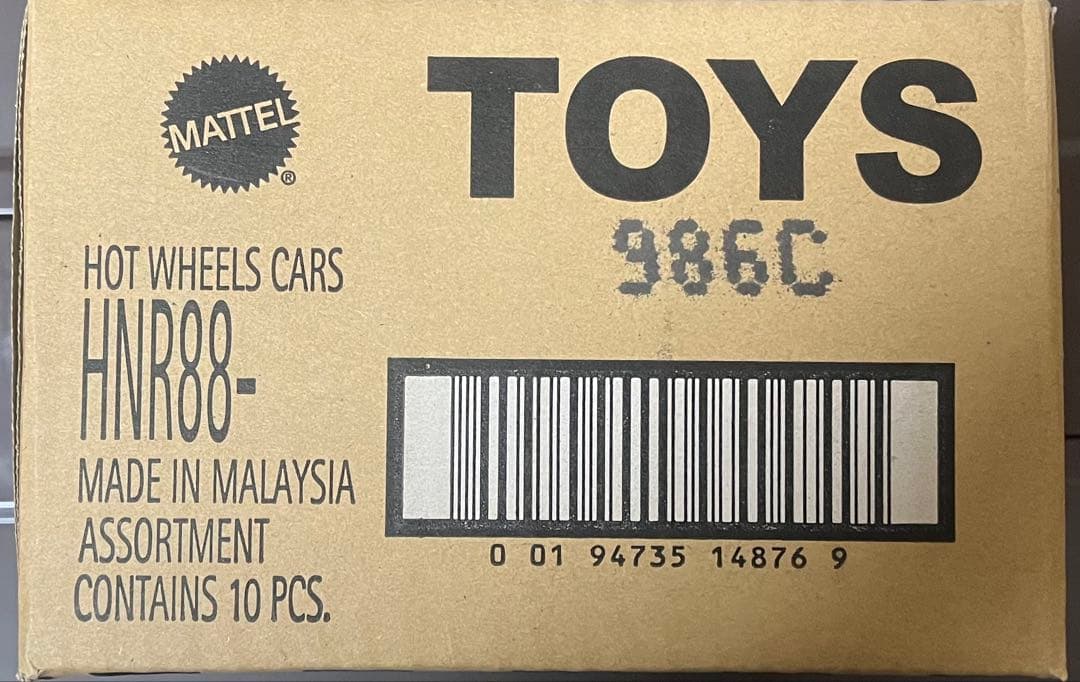 MATTEL
®
TOYS
986C
HOT WHEELS CARS
HNR88-
MADE IN MALAYSIA
ASSORTMENT
CONTAINS 10 PCS.
0 01 94735 14876 9